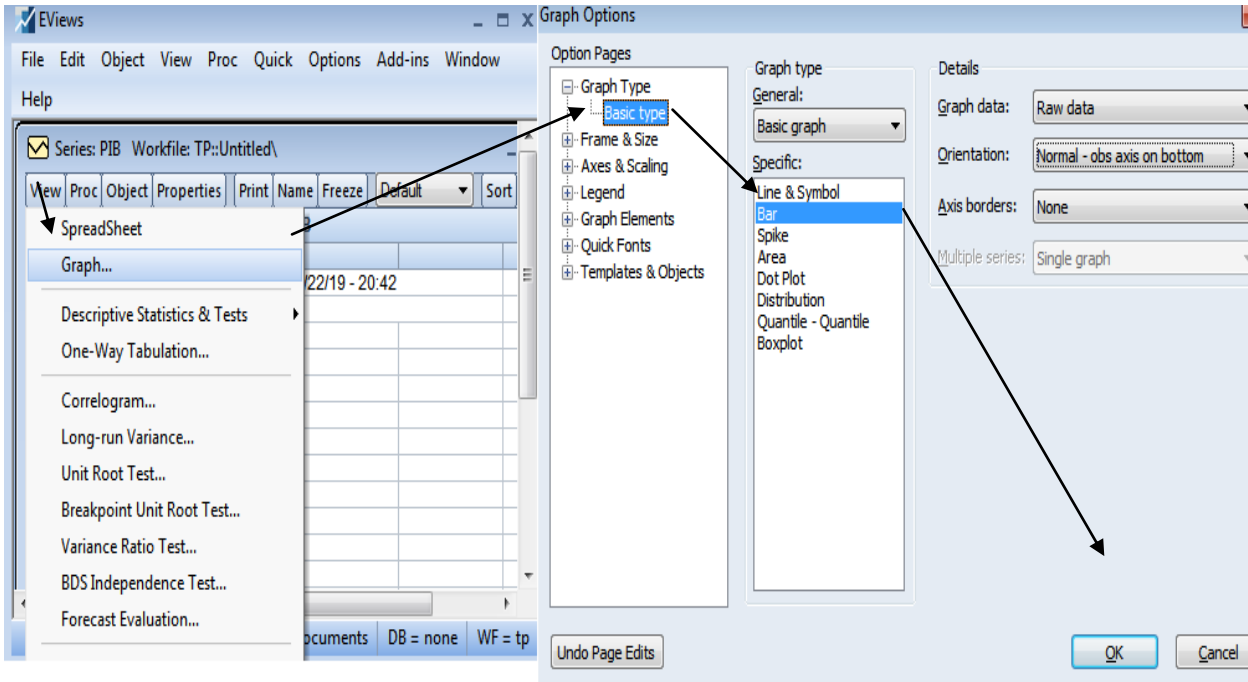 EViews
File Edit Object View Proc Quick Options Add-ins Window
Help
Series: PIB Workfile: TP::Untitled\
View Proc Object Properties Print Name Freeze Default Sort
SpreadSheet
Graph...
/22/19 - 20:42
Descriptive Statistics & Tests
One-Way Tabulation...
Correlogram...
Long-run Variance...
Unit Root Test...
Breakpoint Unit Root Test...
Variance Ratio Test...
BDS Independence Test...
Forecast Evaluation...
DB = none WF = tp
Graph Options
Option Pages
Graph Type
Basic type
Frame & Size
Axes & Scaling
Legend
Graph Elements
Quick Fonts
Templates & Objects
Graph type
General:
Basic graph
Specific:
Line & Symbol
Bar
Spike
Area
Dot Plot
Distribution
Quantile - Quantile
Boxplot
Details
Graph data: Raw data
Orientation: Normal - obs axis on bottom
Axis borders: None
Multiple series: Single graph
Undo Page Edits
OK
Cancel